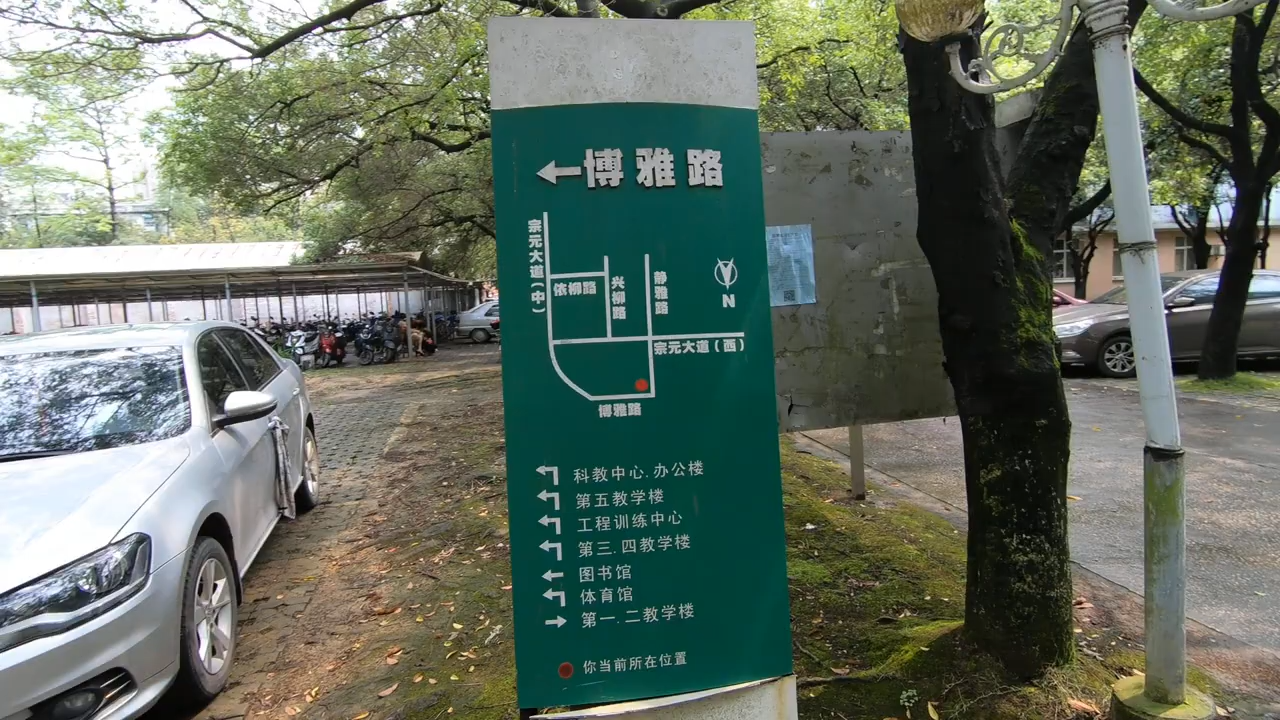 ←博雅路
宗元大道(中)
依柳路
兴柳路
静雅路
N
宗元大道(西)
博雅路
科教中心.办公楼
第五教学楼
工程训练中心
第三.四教学楼
图书馆
体育馆
第一.二教学楼
你当前所在位置